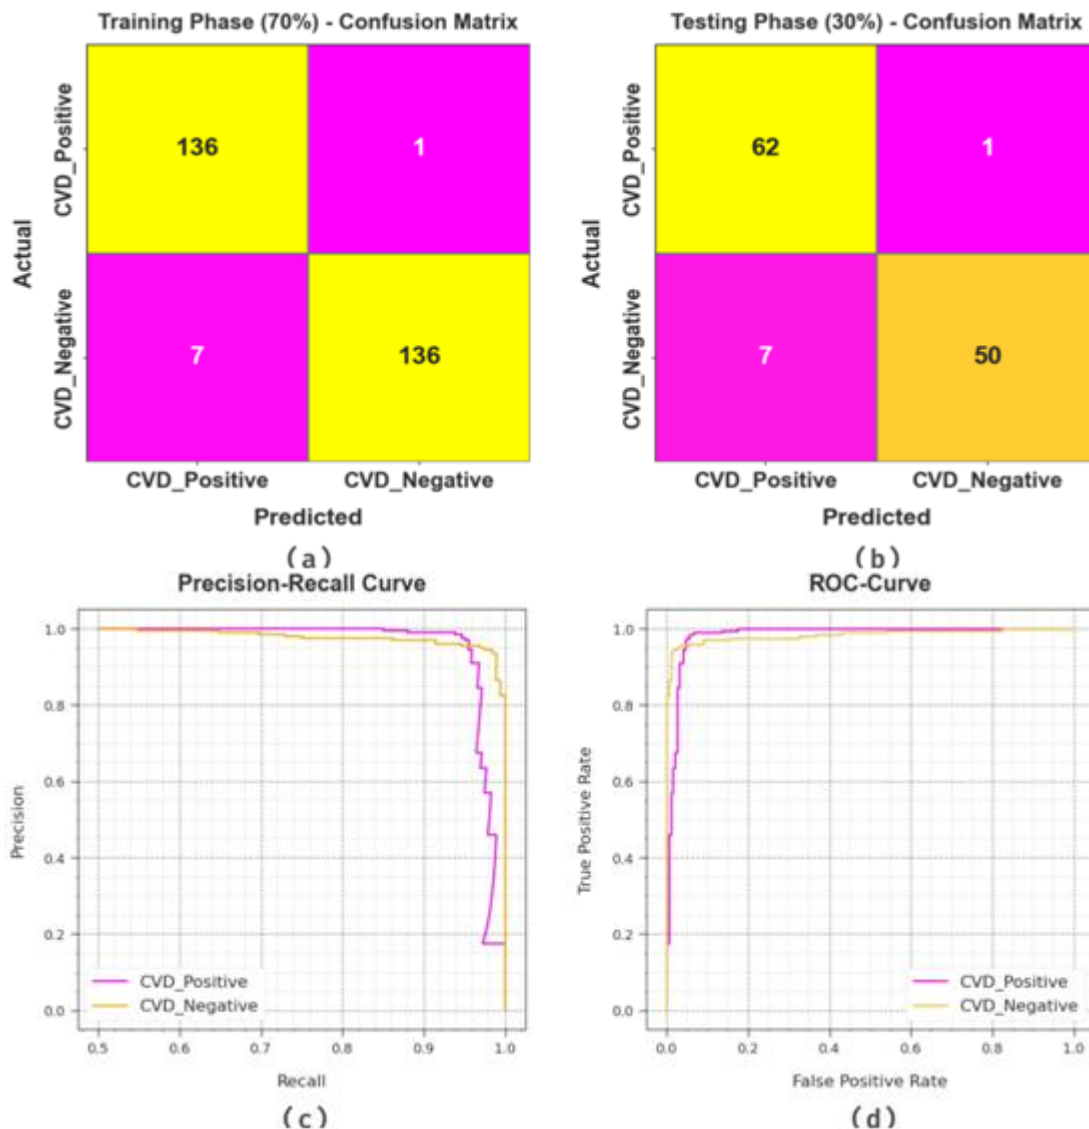 Training Phase (70%) - Confusion Matrix
Actual
CVD_Positive
CVD_Negative
136
1
7
136
CVD_Positive
CVD_Negative
Predicted
(a)
Testing Phase (30%) - Confusion Matrix
Actual
CVD_Positive
CVD_Negative
62
1
7
50
CVD_Positive
CVD_Negative
Predicted
(b)
Precision-Recall Curve
Precision
1.0
0.8
0.6
0.4
0.2
0.0
CVD_Positive
CVD_Negative
0.5 0.6 0.7 0.8 0.9 1.0
Recall
(c)
ROC-Curve
True Positive Rate
1.0
0.8
0.6
0.4
0.2
0.0
CVD_Positive
CVD_Negative
0.0 0.2 0.4 0.6 0.8 1.0
False Positive Rate
(d)